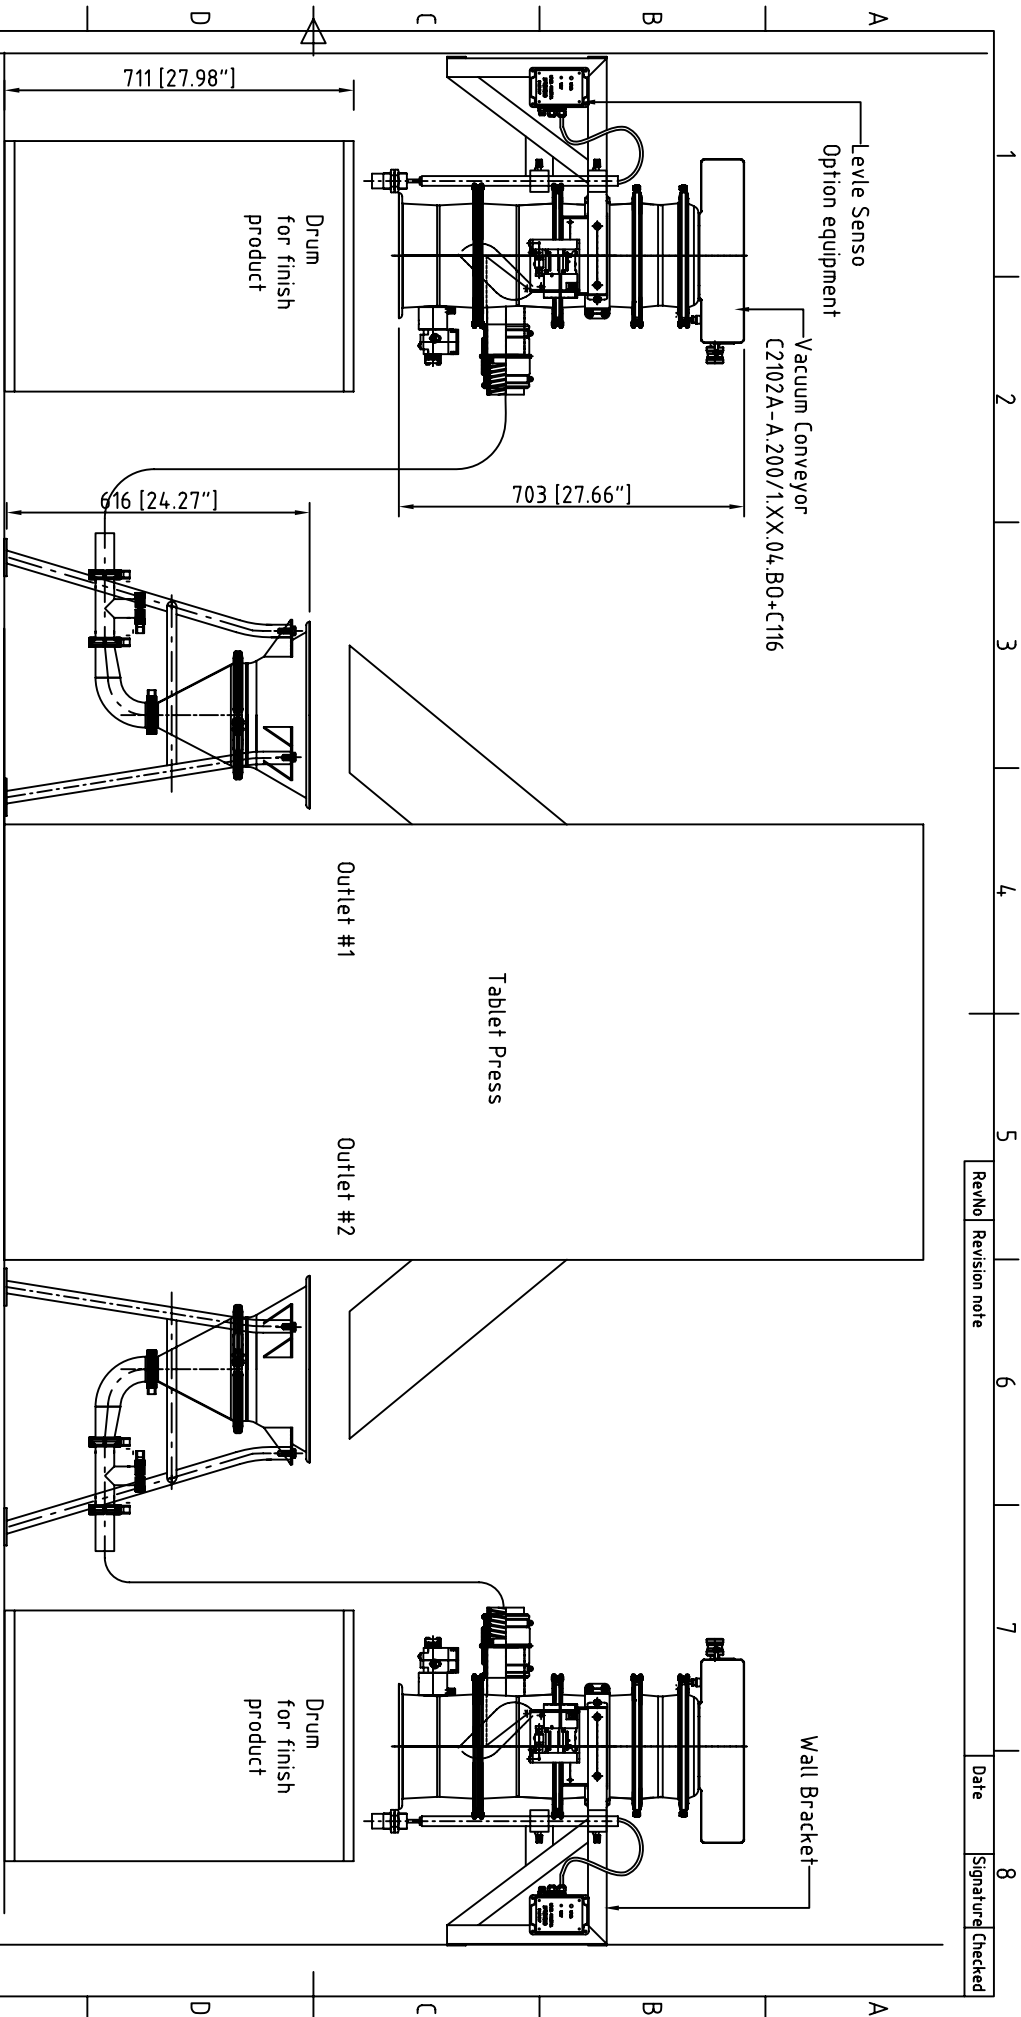 1
2
3
4
5
6
7
8
RevNo
Revision note
Date
Signature
Checked
A
A
Levle Senso
Option equipment
Vacuum Conveyor
C2102A-A.200/1.XX.04.BO+C116
Wall Bracket
B
B
703 [27.66"]
Tablet Press
C
C
Outlet #1
Outlet #2
711 [27.98"]
616 [24.27"]
Drum
for finish
product
Drum
for finish
product
D
D